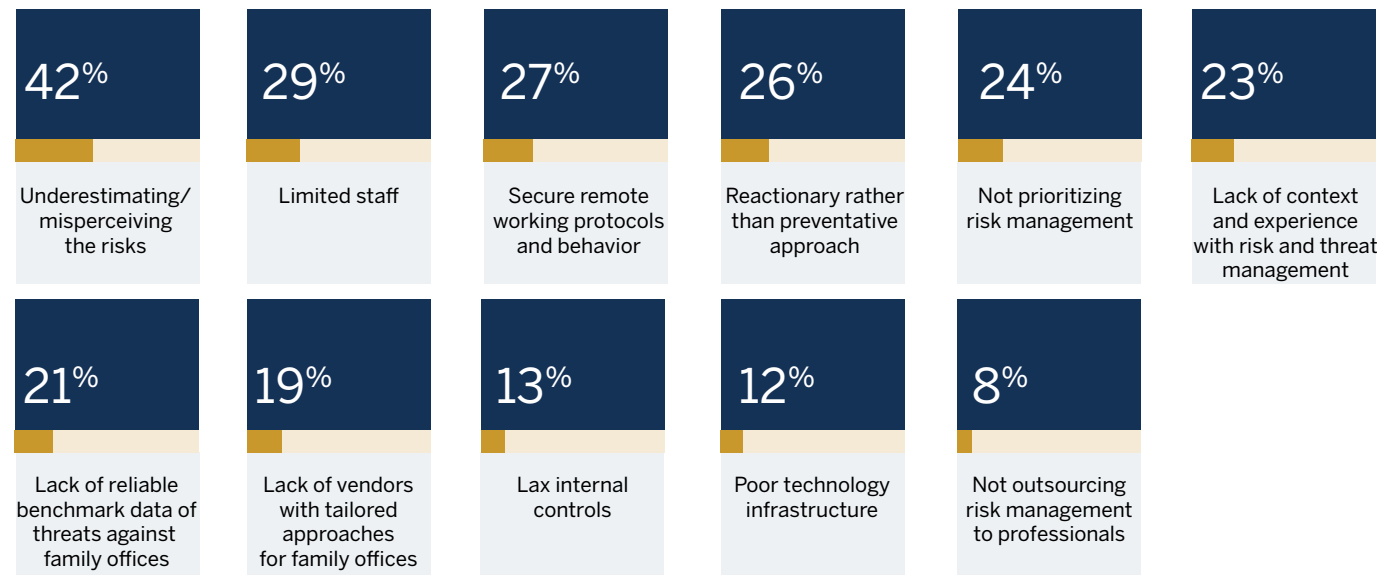 42%
Underestimating/
misperceiving
the risks
29%
Limited staff
27%
Secure remote
working protocols
and behavior
26%
Reactionary rather
than preventative
approach
24%
Not prioritizing
risk management
23%
Lack of context
and experience
with risk and threat
management
21%
Lack of reliable
benchmark data of
threats against
family offices
19%
Lack of vendors
with tailored
approaches
for family offices
13%
Lax internal
controls
12%
Poor technology
infrastructure
8%
Not outsourcing
risk management
to professionals